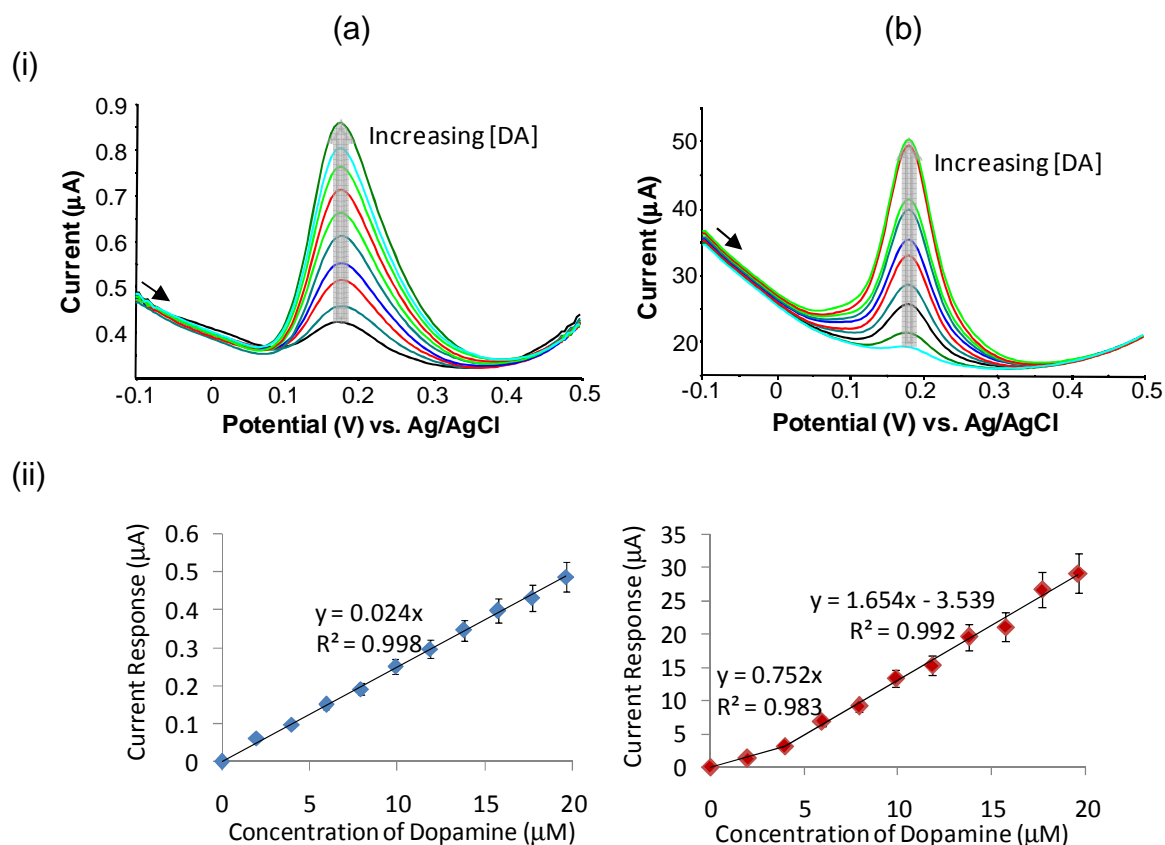 (a)
(b)
(i)
0.9
0.8
0.7
0.6
0.5
0.4
Current (µA)
Increasing [DA]
-0.1
0
0.1
0.2
0.3
0.4
0.5
Potential (V) vs. Ag/AgCl
50
40
30
20
Current (µA)
Increasing [DA]
-0.1
0
0.1
0.2
0.3
0.4
0.5
Potential (V) vs. Ag/AgCl
(ii)
0.6
0.5
0.4
0.3
0.2
0.1
0
Current Response (µA)
y = 0.024x
R² = 0.998
0
5
10
15
20
Concentration of Dopamine (µM)
35
30
25
20
15
10
5
0
Current Response (µA)
y = 1.654x - 3.539
R² = 0.992
y = 0.752x
R² = 0.983
0
5
10
15
20
Concentration of Dopamine (µM)